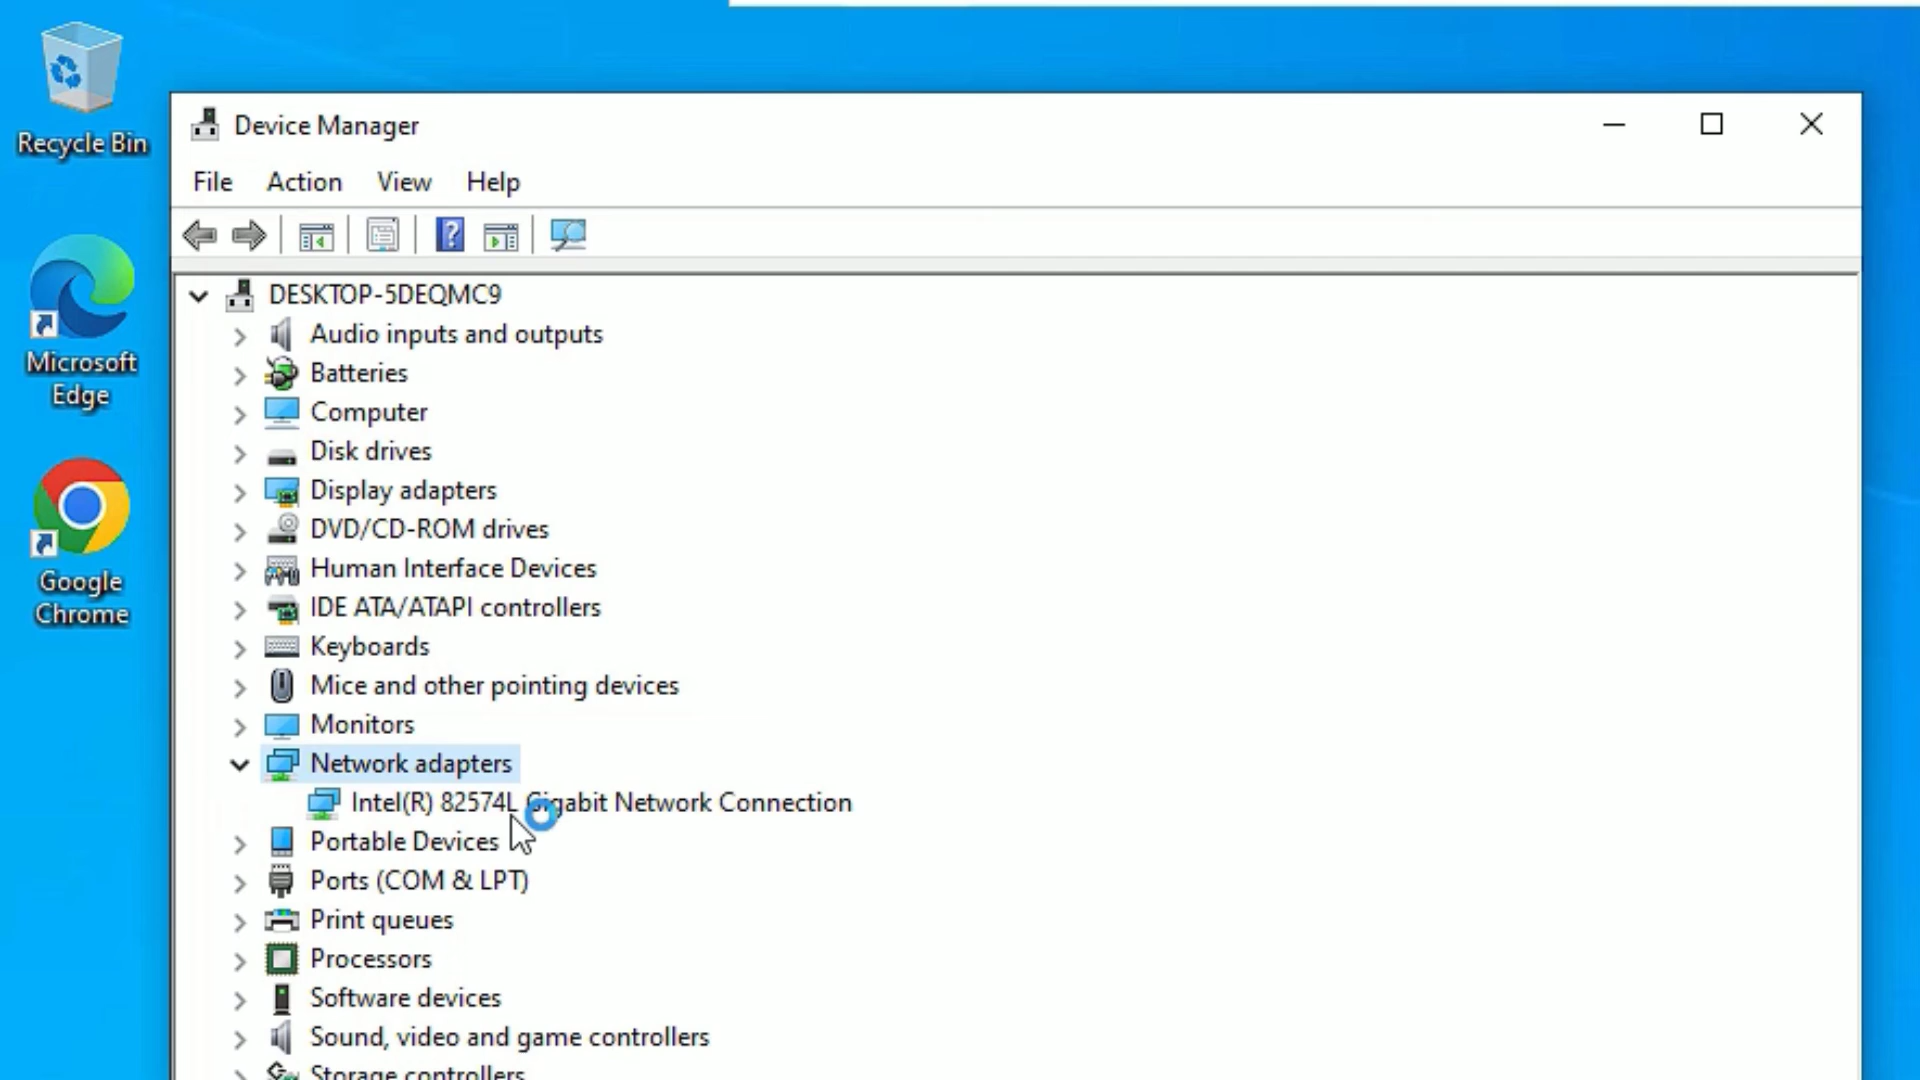 Recycle Bin
Microsoft
Edge
Google
Chrome
Device Manager
File Action View Help
DESKTOP-5DEQMC9
Audio inputs and outputs
Batteries
Computer
Disk drives
Display adapters
DVD/CD-ROM drives
Human Interface Devices
IDE ATA/ATAPI controllers
Keyboards
Mice and other pointing devices
Monitors
Network adapters
Intel(R) 82574L Gigabit Network Connection
Portable Devices
Ports (COM & LPT)
Print queues
Processors
Software devices
Sound, video and game controllers
Storage controllers